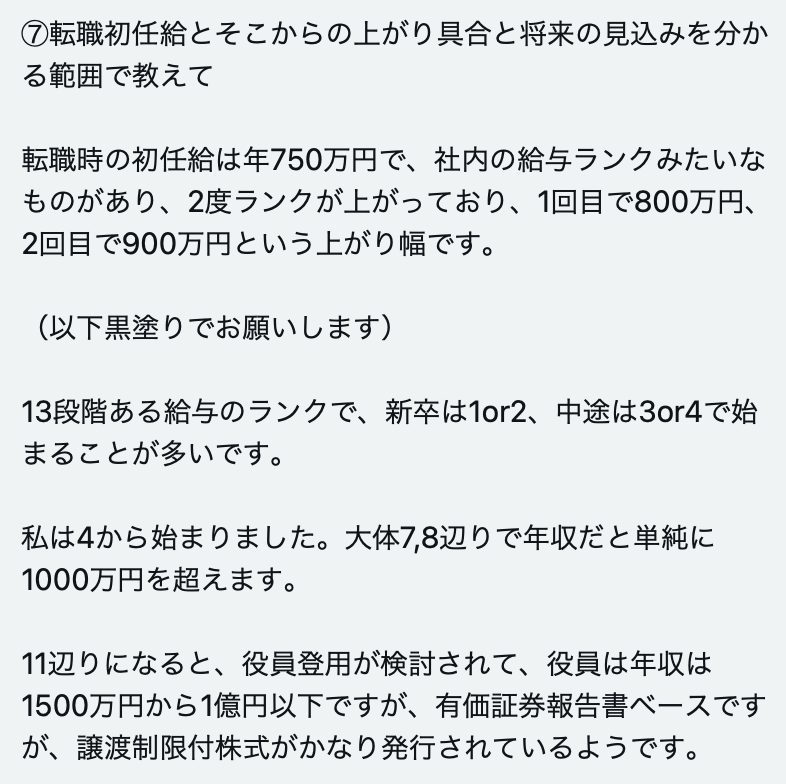 ⑦転職初任給とそこからの上がり具合と将来の見込みを分か
る範囲で教えて
転職時の初任給は年750万円で、社内の給与ランクみたいな
ものがあり、2度ランクが上がっており、1回目で800万円、
2回目で900万円という上がり幅です。
（以下黒塗りでお願いします）
13段階ある給与のランクで、新卒は1or2、中途は3or4で始
まることが多いです。
私は4から始まりました。大体7,8辺りで年収だと単純に
1000万円を超えます。
11辺りになると、役員登用が検討されて、役員は年収は
1500万円から1億円以下ですが、有価証券報告書ベースです
が、譲渡制限付株式がかなり発行されているようです。